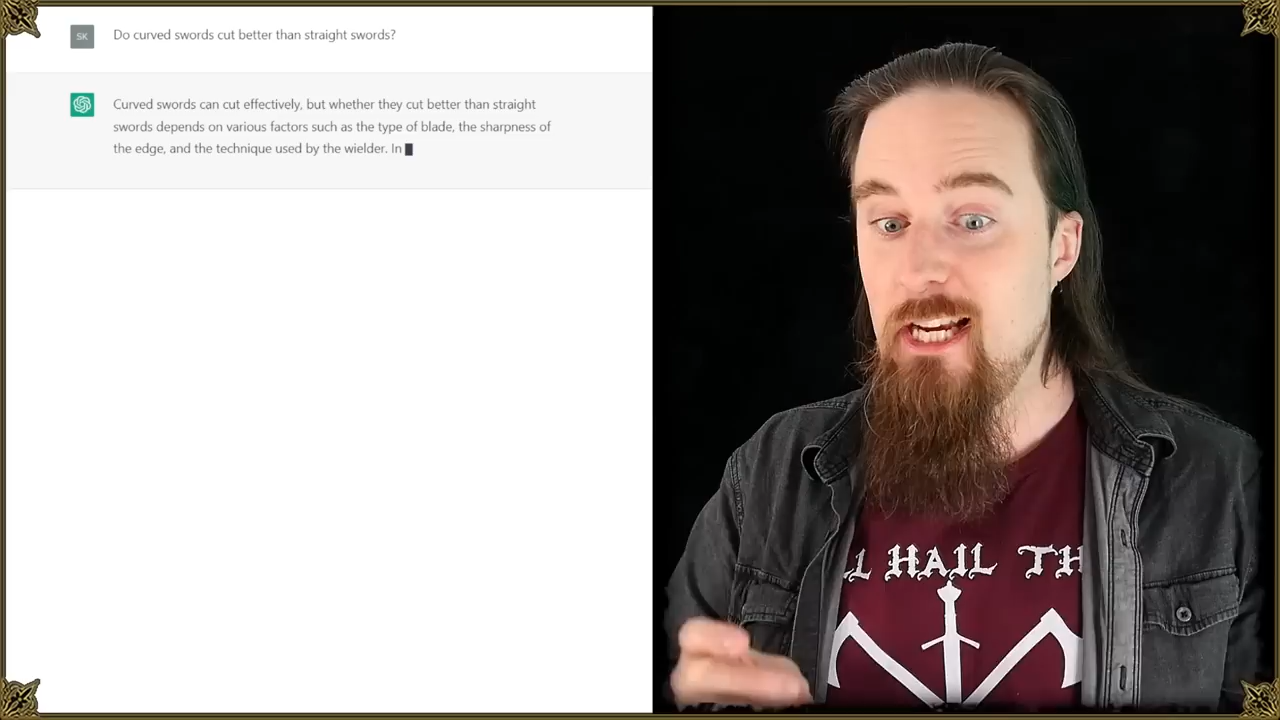 SK
Do curved swords cut better than straight swords?
Curved swords can cut effectively, but whether they cut better than straight
swords depends on various factors such as the type of blade, the sharpness of
the edge, and the technique used by the wielder. In
LL HAIL TH